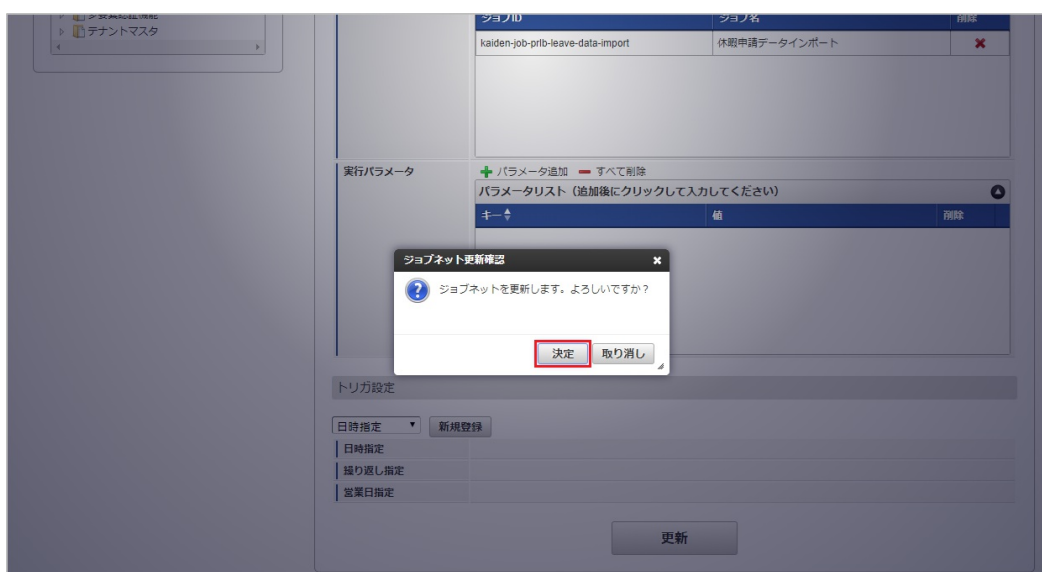 多要素認証機能
テナントマスタ
ジョブID ジョブ名 削除
kaiden-job-prlb-leave-data-import 休暇申請データインポート
実行パラメータ
パラメータ追加 すべて削除
パラメータリスト（追加後にクリックして入力してください）
キー 値 削除
ジョブネット更新確認
ジョブネットを更新します。よろしいですか？
決定 取り消し
トリガ設定
日時指定 新規登録
日時指定
繰り返し指定
営業日指定
更新